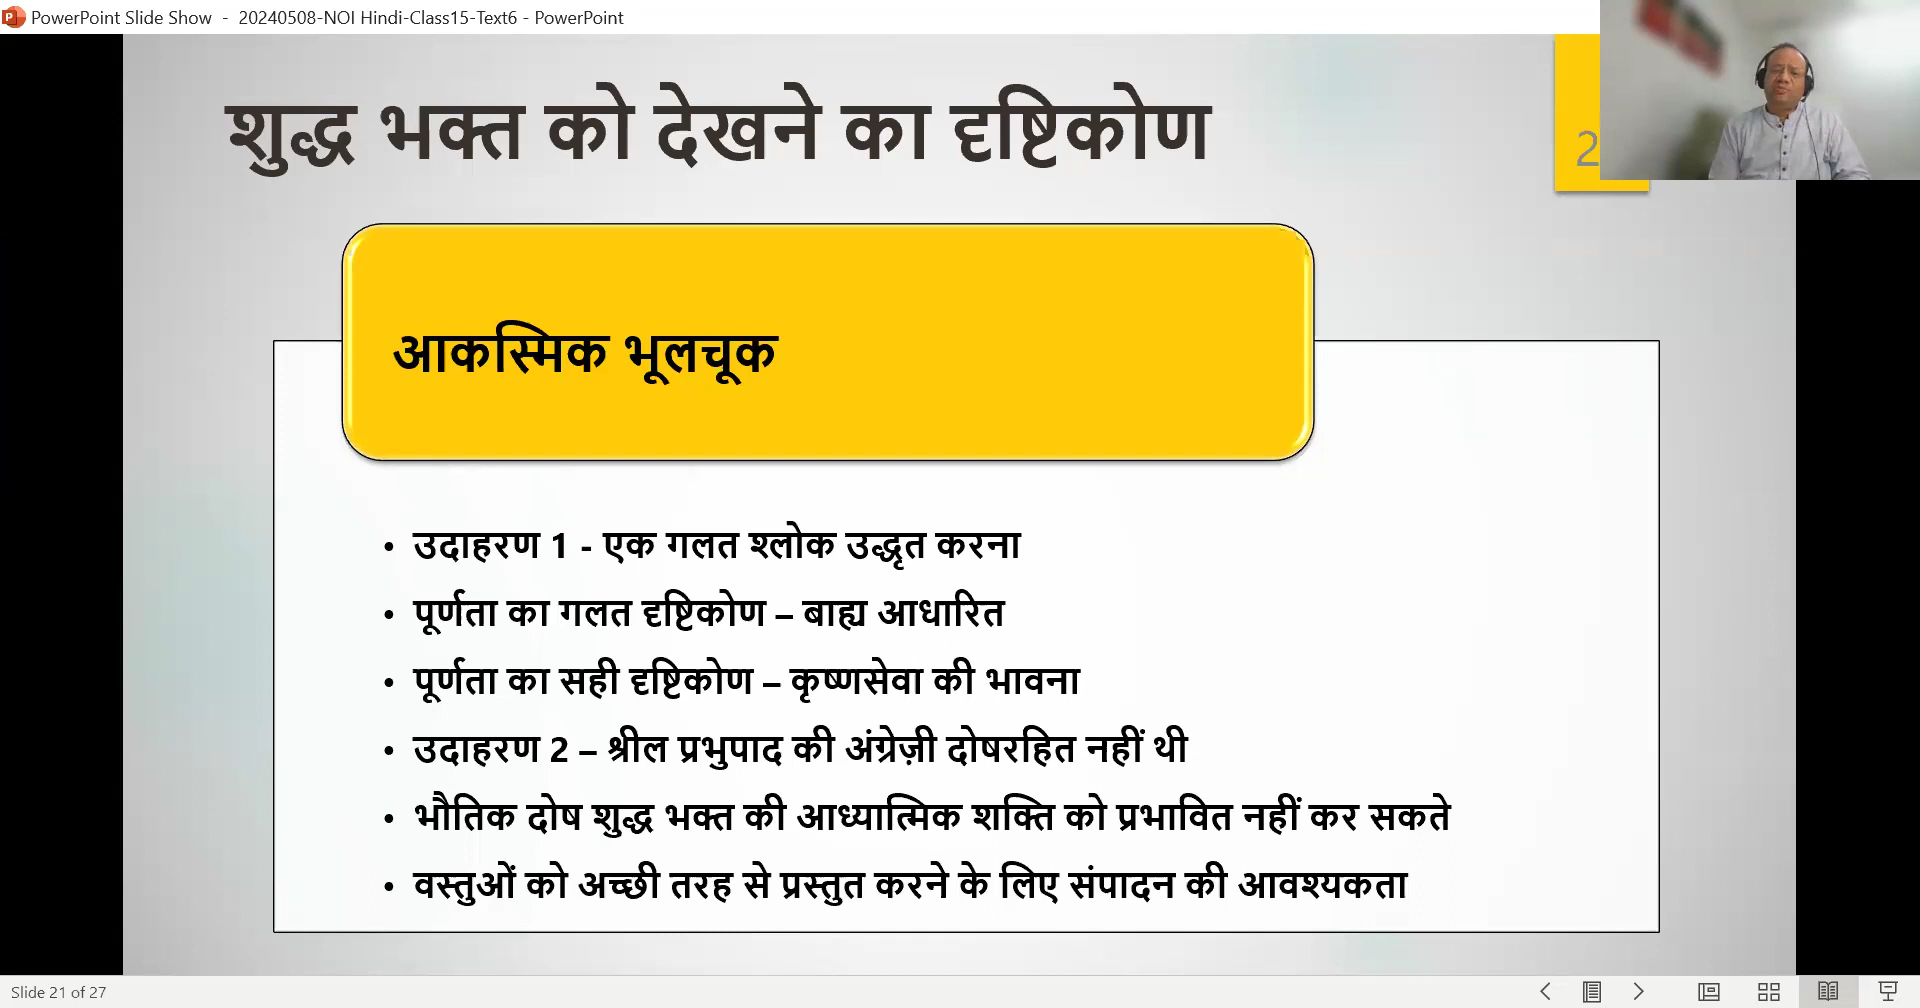 PowerPoint Slide Show - 20240508-NOI Hindi-Class15-Text6 - PowerPoint
शुद्ध भक्त को देखने का दृष्टिकोण
2
आकस्मिक भूलचूक
• उदाहरण 1 - एक गलत श्लोक उद्धृत करना
• पूर्णता का गलत दृष्टिकोण – बाह्य आधारित
• पूर्णता का सही दृष्टिकोण – कृष्णसेवा की भावना
• उदाहरण 2 – श्रील प्रभुपाद की अंग्रेज़ी दोषरहित नहीं थी
• भौतिक दोष शुद्ध भक्त की आध्यात्मिक शक्ति को प्रभावित नहीं कर सकते
• वस्तुओं को अच्छी तरह से प्रस्तुत करने के लिए संपादन की आवश्यकता
Slide 21 of 27